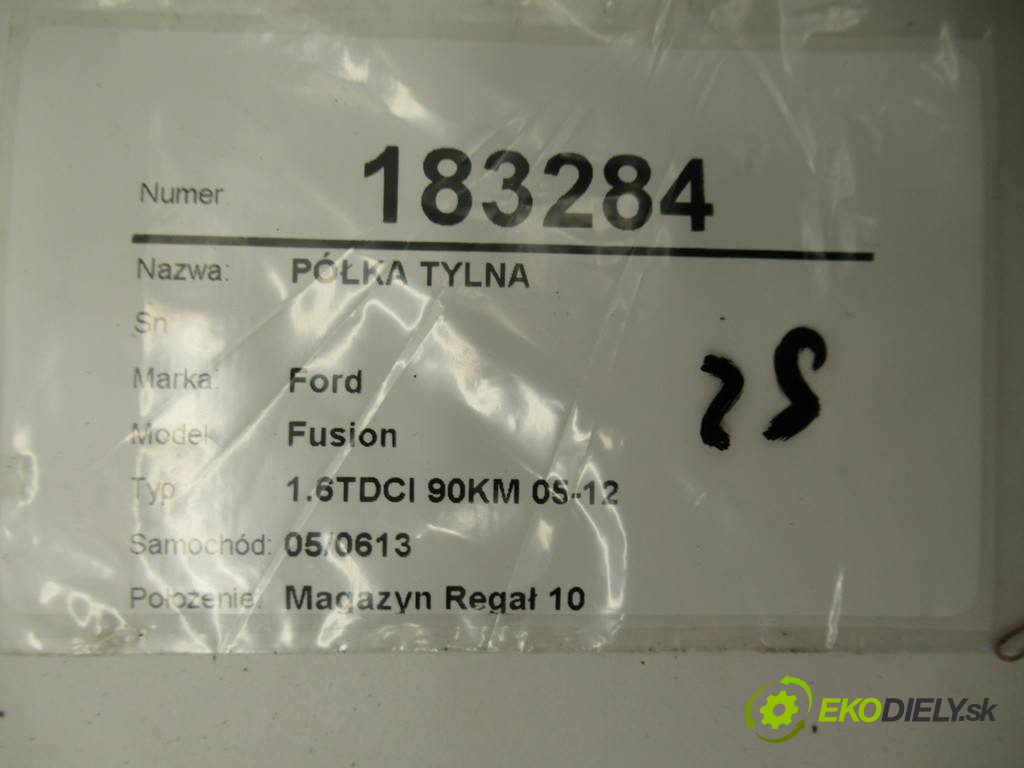 Numer 183284
Nazwa: PÓŁKA TYLNA
Sn
Marka: Ford
Model Fusion
Typ 1.6TDCI 90KM 05-12
Samochód: 05/0613
Położenie: Magazyn Regał 10
EKODIELY.sk